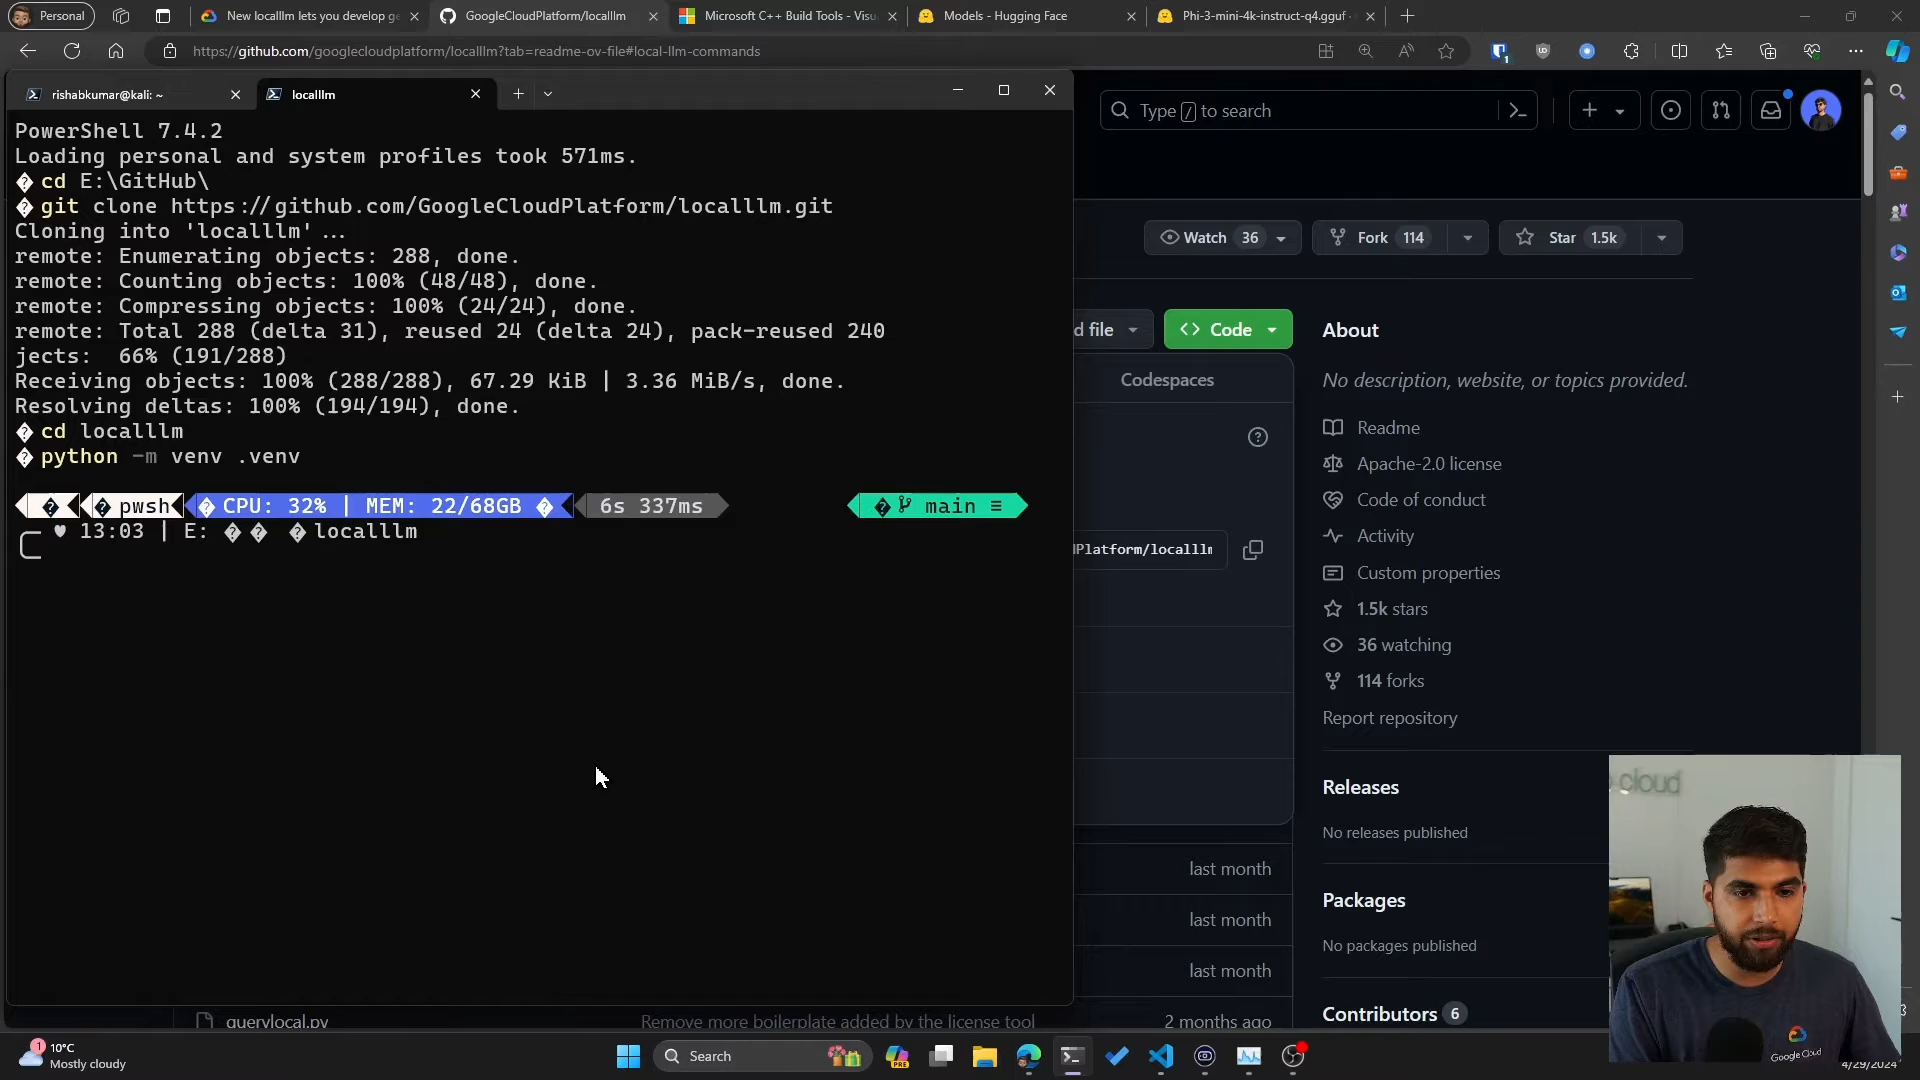 Personal
New localllm lets you develop ge
GoogleCloudPlatform/localllm
Microsoft C++ Build Tools - Visu
Models - Hugging Face
Phi-3-mini-4k-instruct-q4.gguf
https://github.com/googlecloudplatform/localllm?tab=readme-ov-file#local-llm-commands
rishabkumar@kali: ~
localllm
Type / to search
PowerShell 7.4.2
Loading personal and system profiles took 571ms.
cd E:\GitHub\
git clone https://github.com/GoogleCloudPlatform/localllm.git
Cloning into 'localllm'...
remote: Enumerating objects: 288, done.
remote: Counting objects: 100% (48/48), done.
remote: Compressing objects: 100% (24/24), done.
remote: Total 288 (delta 31), reused 24 (delta 24), pack-reused 240
jects:  66% (191/288)
Receiving objects: 100% (288/288), 67.29 KiB | 3.36 MiB/s, done.
Resolving deltas: 100% (194/194), done.
cd localllm
python -m venv .venv
pwsh CPU: 32% | MEM: 22/68GB 6s 337ms main ≡
♥ 13:03 | E: localllm
Watch 36
Fork 114
Star 1.5k
d file
<> Code
Codespaces
Platform/localllm
last month
last month
last month
querylocal.py
Remove more boilerplate added by the license tool
2 months ago
About
No description, website, or topics provided.
Readme
Apache-2.0 license
Code of conduct
Activity
Custom properties
1.5k stars
36 watching
114 forks
Report repository
Releases
No releases published
Packages
No packages published
Contributors 6
cloud
Google Cloud
1
10°C
Mostly cloudy
Search
PRE
4/29/2024